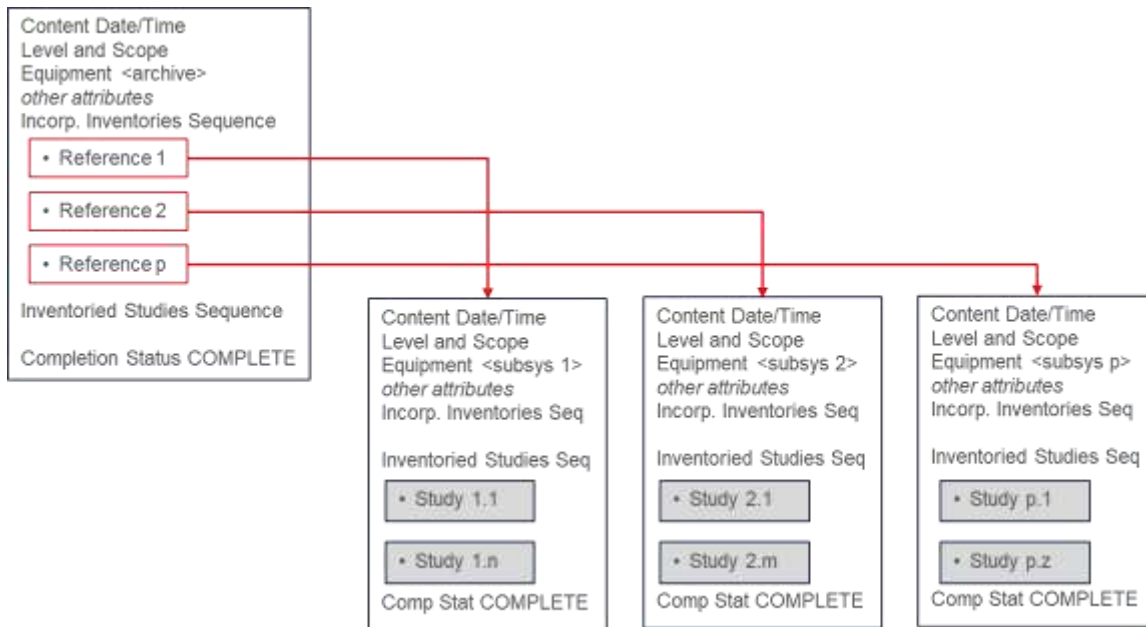 Content Date/Time
Level and Scope
Equipment <archive>
other attributes
Incorp. Inventories Sequence
• Reference 1
• Reference 2
• Reference p
Inventoried Studies Sequence
Completion Status COMPLETE
Content Date/Time
Level and Scope
Equipment <subsys 1>
other attributes
Incorp. Inventories Seq
Inventoried Studies Seq
• Study 1.1
• Study 1.n
Comp Stat COMPLETE
Content Date/Time
Level and Scope
Equipment <subsys 2>
other attributes
Incorp. Inventories Seq
Inventoried Studies Seq
• Study 2.1
• Study 2.m
Comp Stat COMPLETE
Content Date/Time
Level and Scope
Equipment <subsys p>
other attributes
Incorp. Inventories Seq
Inventoried Studies Seq
• Study p.1
• Study p.z
Comp Stat COMPLETE